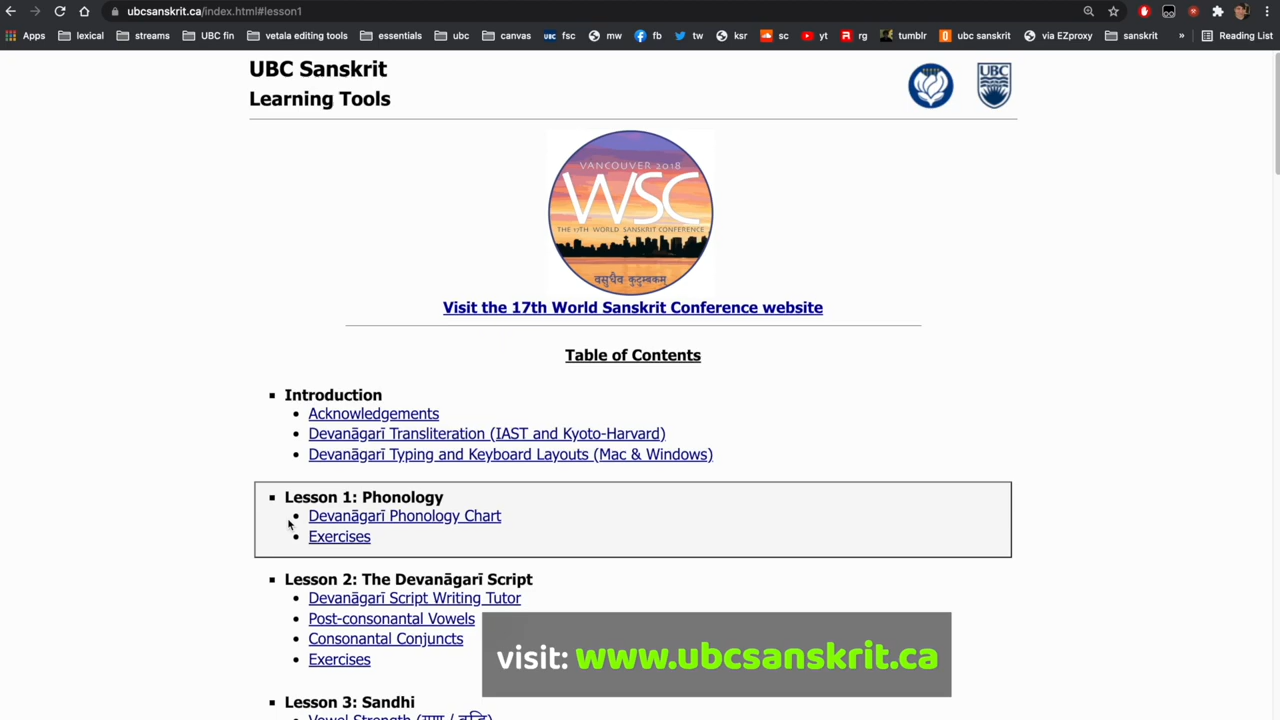 ubcsanskrit.ca/index.html#lesson1
Apps lexical streams UBC fin vetala editing tools essentials ubc canvas UBC fsc mw fb tw ksr sc yt rg tumblr ubc sanskrit via EZproxy sanskrit » Reading List
UBC Sanskrit
Learning Tools
UBC
VANCOUVER 2018
WSC
THE 17TH WORLD SANSKRIT CONFERENCE
वसुधैव कुटुम्बकम्
Visit the 17th World Sanskrit Conference website
Table of Contents
Introduction
Acknowledgements
Devanāgarī Transliteration (IAST and Kyoto-Harvard)
Devanāgarī Typing and Keyboard Layouts (Mac & Windows)
Lesson 1: Phonology
Devanāgarī Phonology Chart
Exercises
Lesson 2: The Devanāgarī Script
Devanāgarī Script Writing Tutor
Post-consonantal Vowels
Consonantal Conjuncts
Exercises
visit: www.ubcsanskrit.ca
Lesson 3: Sandhi
Vowel Strength (गुण / वृद्धि)